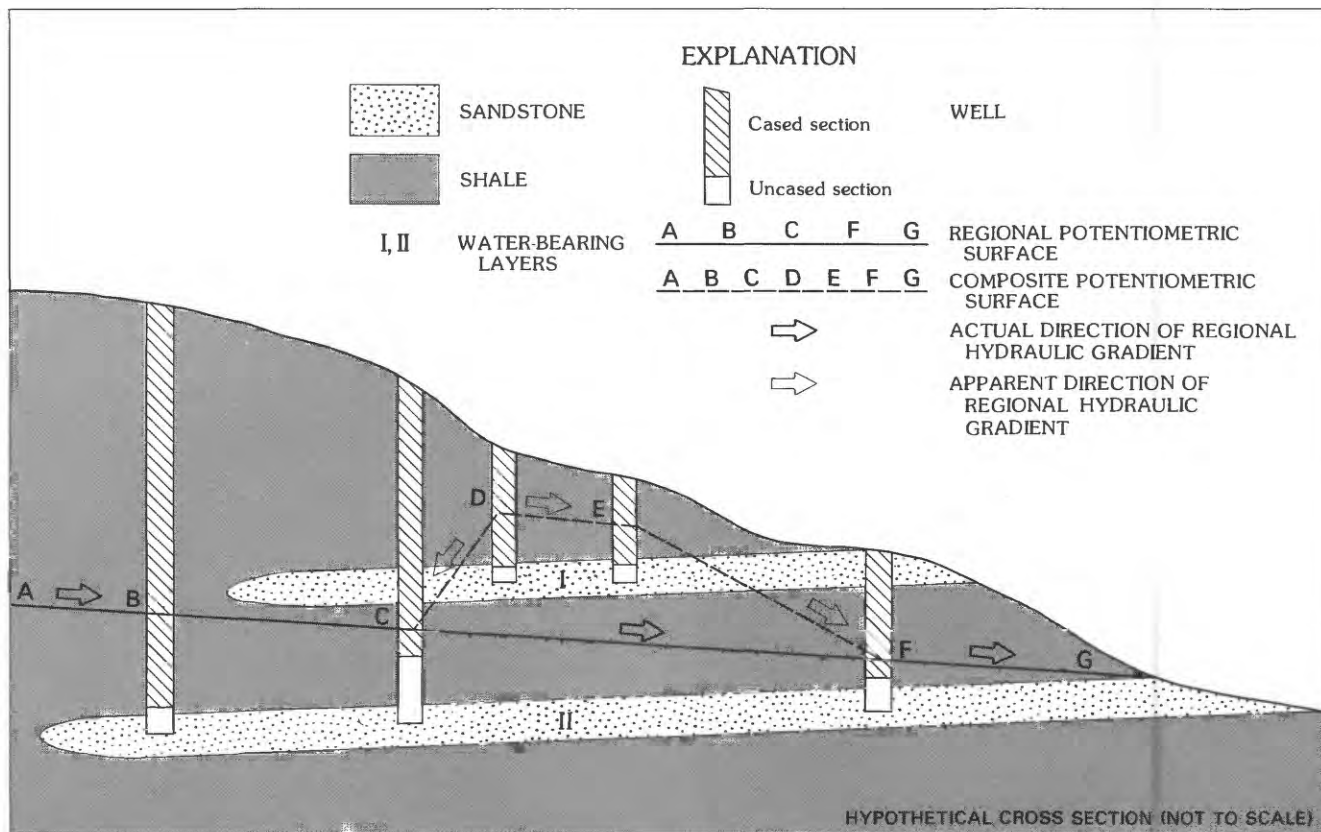 EXPLANATION
SANDSTONE
SHALE
I, II WATER-BEARING
LAYERS
Cased section
Uncased section
WELL
A B C F G REGIONAL POTENTIOMETRIC
SURFACE
A B C D E F G COMPOSITE POTENTIOMETRIC
SURFACE
ACTUAL DIRECTION OF REGIONAL
HYDRAULIC GRADIENT
APPARENT DIRECTION OF
REGIONAL HYDRAULIC
GRADIENT
D
E
I
A
B
C
F
G
II
HYPOTHETICAL CROSS SECTION (NOT TO SCALE)